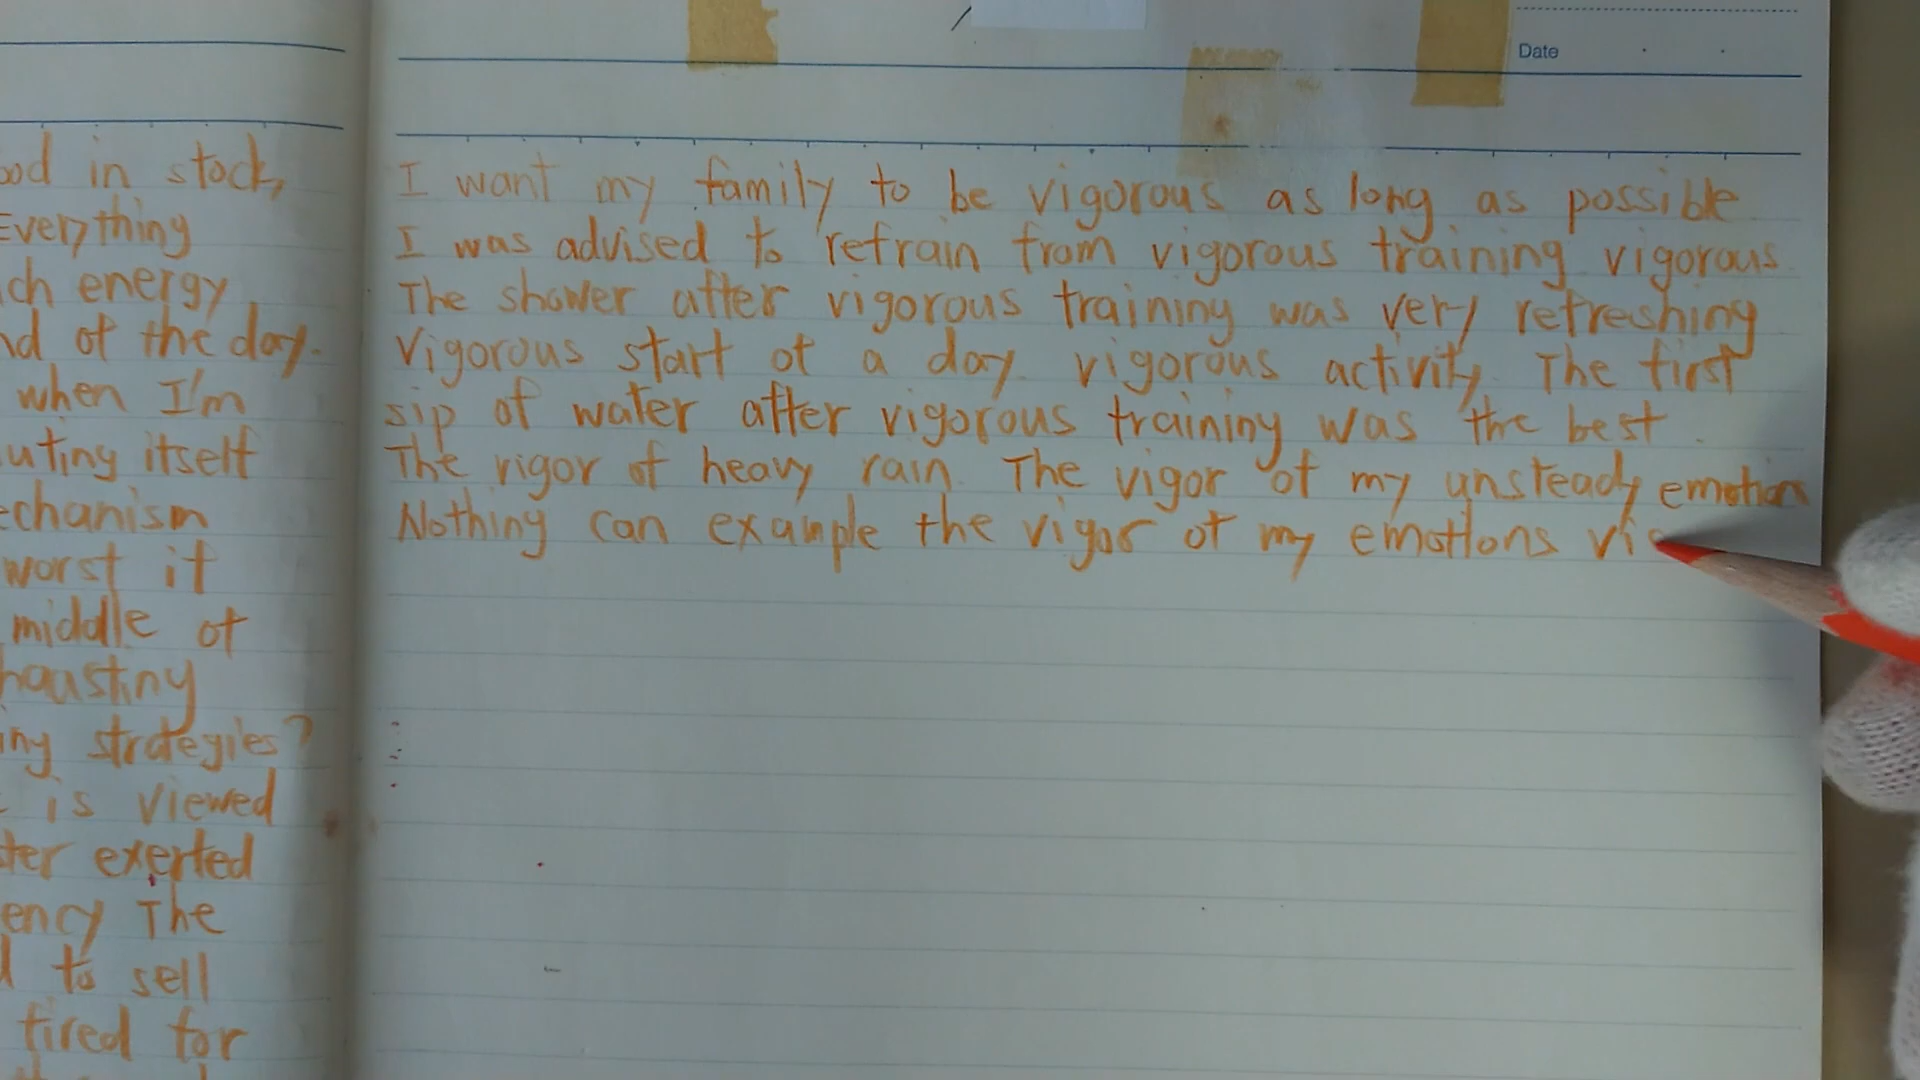 ood in stock,
Everything
ch energy
nd of the day.
when I'm
uting itself
echanism
worst it
middle of
hausting
ing strategies?
is viewed
ter exerted
ency The
to sell
tired for
Date
I want my family to be vigorous as long as possible
I was advised to refrain from vigorous training vigorous
The shower after vigorous training was very refreshing
Vigorous start of a day. vigorous activity. The first
sip of water after vigorous training was the best.
The vigor of heavy rain. The vigor of my unsteady emotion
Nothing can example the vigor of my emotions vig